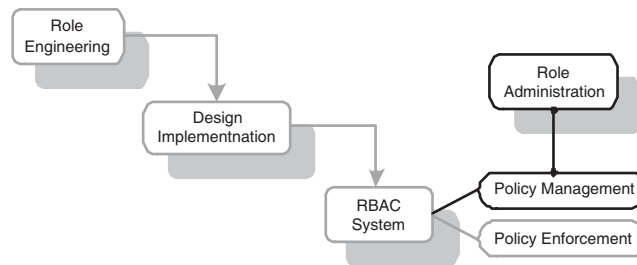 Role
Engineering
Design
Implementnation
Role
Administration
RBAC
System
Policy Management
Policy Enforcement